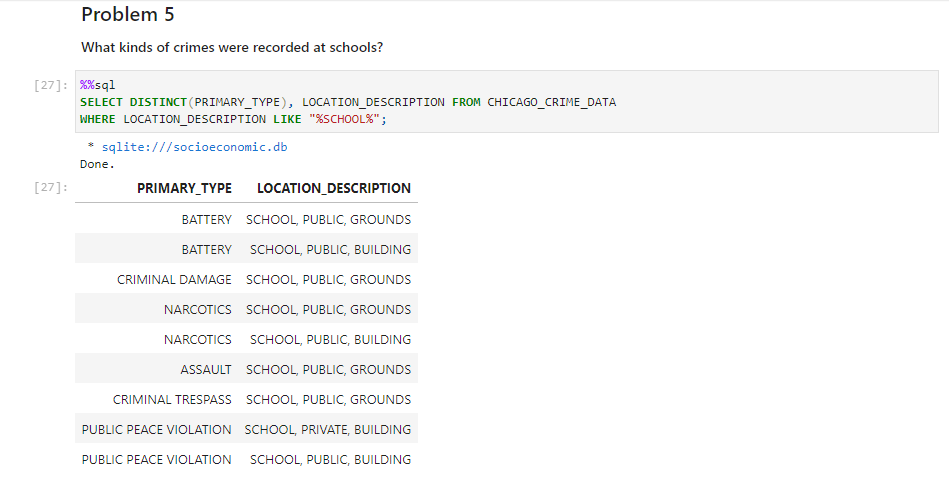 Problem 5
What kinds of crimes were recorded at schools?
[27]: %%sql
SELECT DISTINCT(PRIMARY_TYPE), LOCATION_DESCRIPTION FROM CHICAGO_CRIME_DATA
WHERE LOCATION_DESCRIPTION LIKE "%SCHOOL%";
* sqlite:///socioeconomic.db
Done.
[27]: PRIMARY_TYPE LOCATION_DESCRIPTION
BATTERY SCHOOL, PUBLIC, GROUNDS
BATTERY SCHOOL, PUBLIC, BUILDING
CRIMINAL DAMAGE SCHOOL, PUBLIC, GROUNDS
NARCOTICS SCHOOL, PUBLIC, GROUNDS
NARCOTICS SCHOOL, PUBLIC, BUILDING
ASSAULT SCHOOL, PUBLIC, GROUNDS
CRIMINAL TRESPASS SCHOOL, PUBLIC, GROUNDS
PUBLIC PEACE VIOLATION SCHOOL, PRIVATE, BUILDING
PUBLIC PEACE VIOLATION SCHOOL, PUBLIC, BUILDING